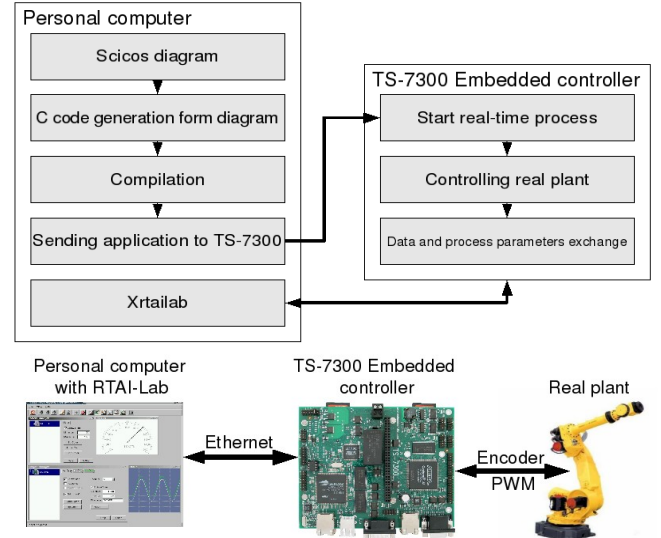 Personal computer
Scicos diagram
C code generation form diagram
Compilation
Sending application to TS-7300
Xrtailab
TS-7300 Embedded controller
Start real-time process
Controlling real plant
Data and process parameters exchange
Personal computer
with RTAI-Lab
Ethernet
TS-7300 Embedded
controller
Encoder
PWM
Real plant